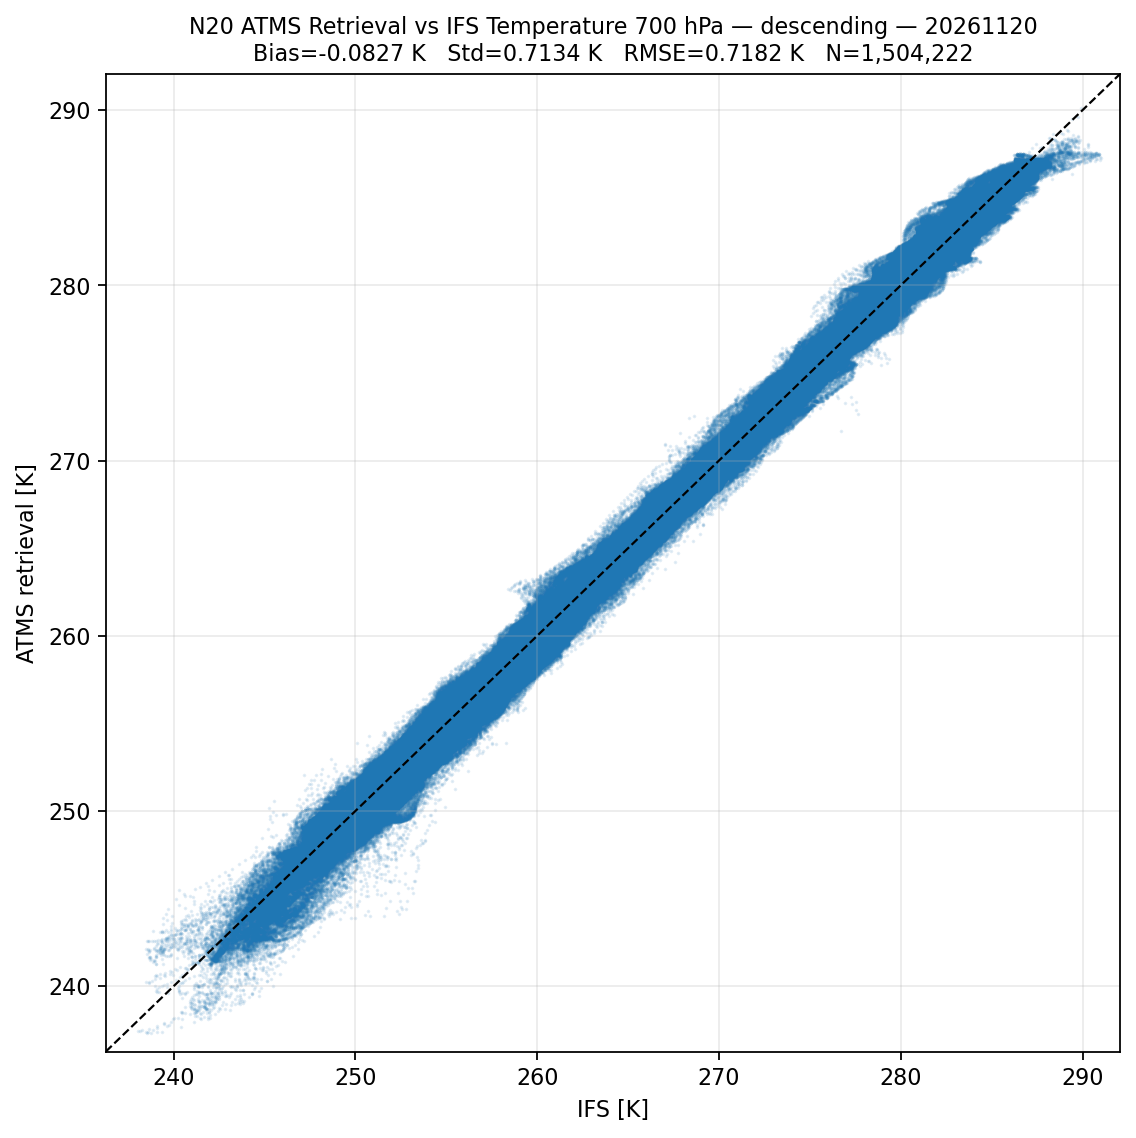 N20 ATMS Retrieval vs IFS Temperature 700 hPa — descending — 20261120
Bias=-0.0827 K   Std=0.7134 K   RMSE=0.7182 K   N=1,504,222
290
280
270
260
250
240
ATMS retrieval [K]
240 250 260 270 280 290
IFS [K]